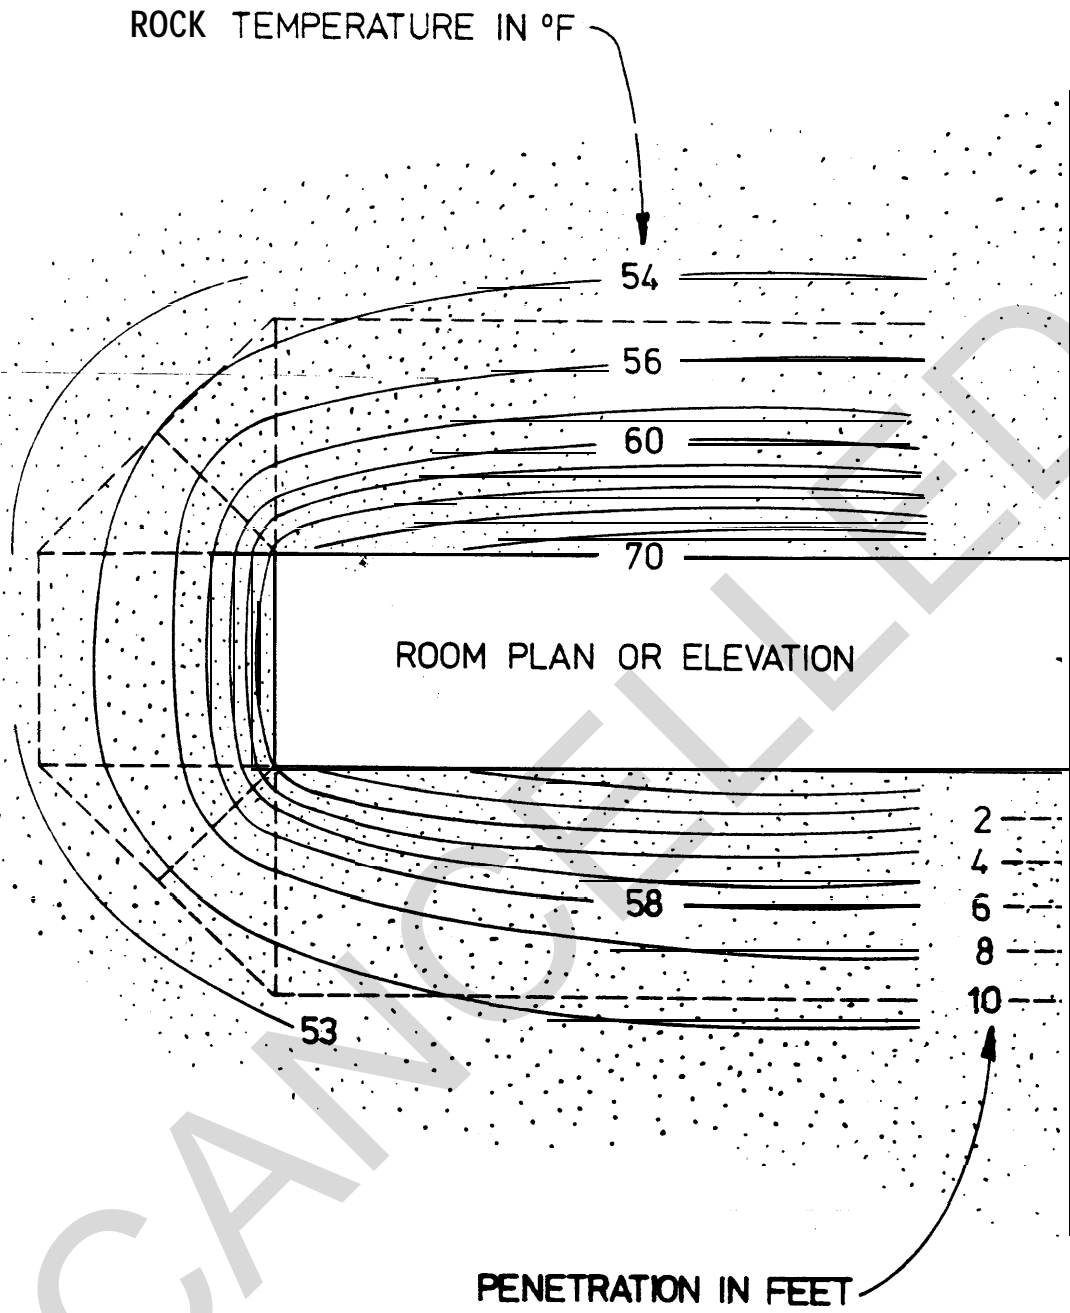 ROCK TEMPERATURE IN °F
54
56
60
70
ROOM PLAN OR ELEVATION
2
4
58
6
8
10
53
PENETRATION IN FEET
CANCELLED